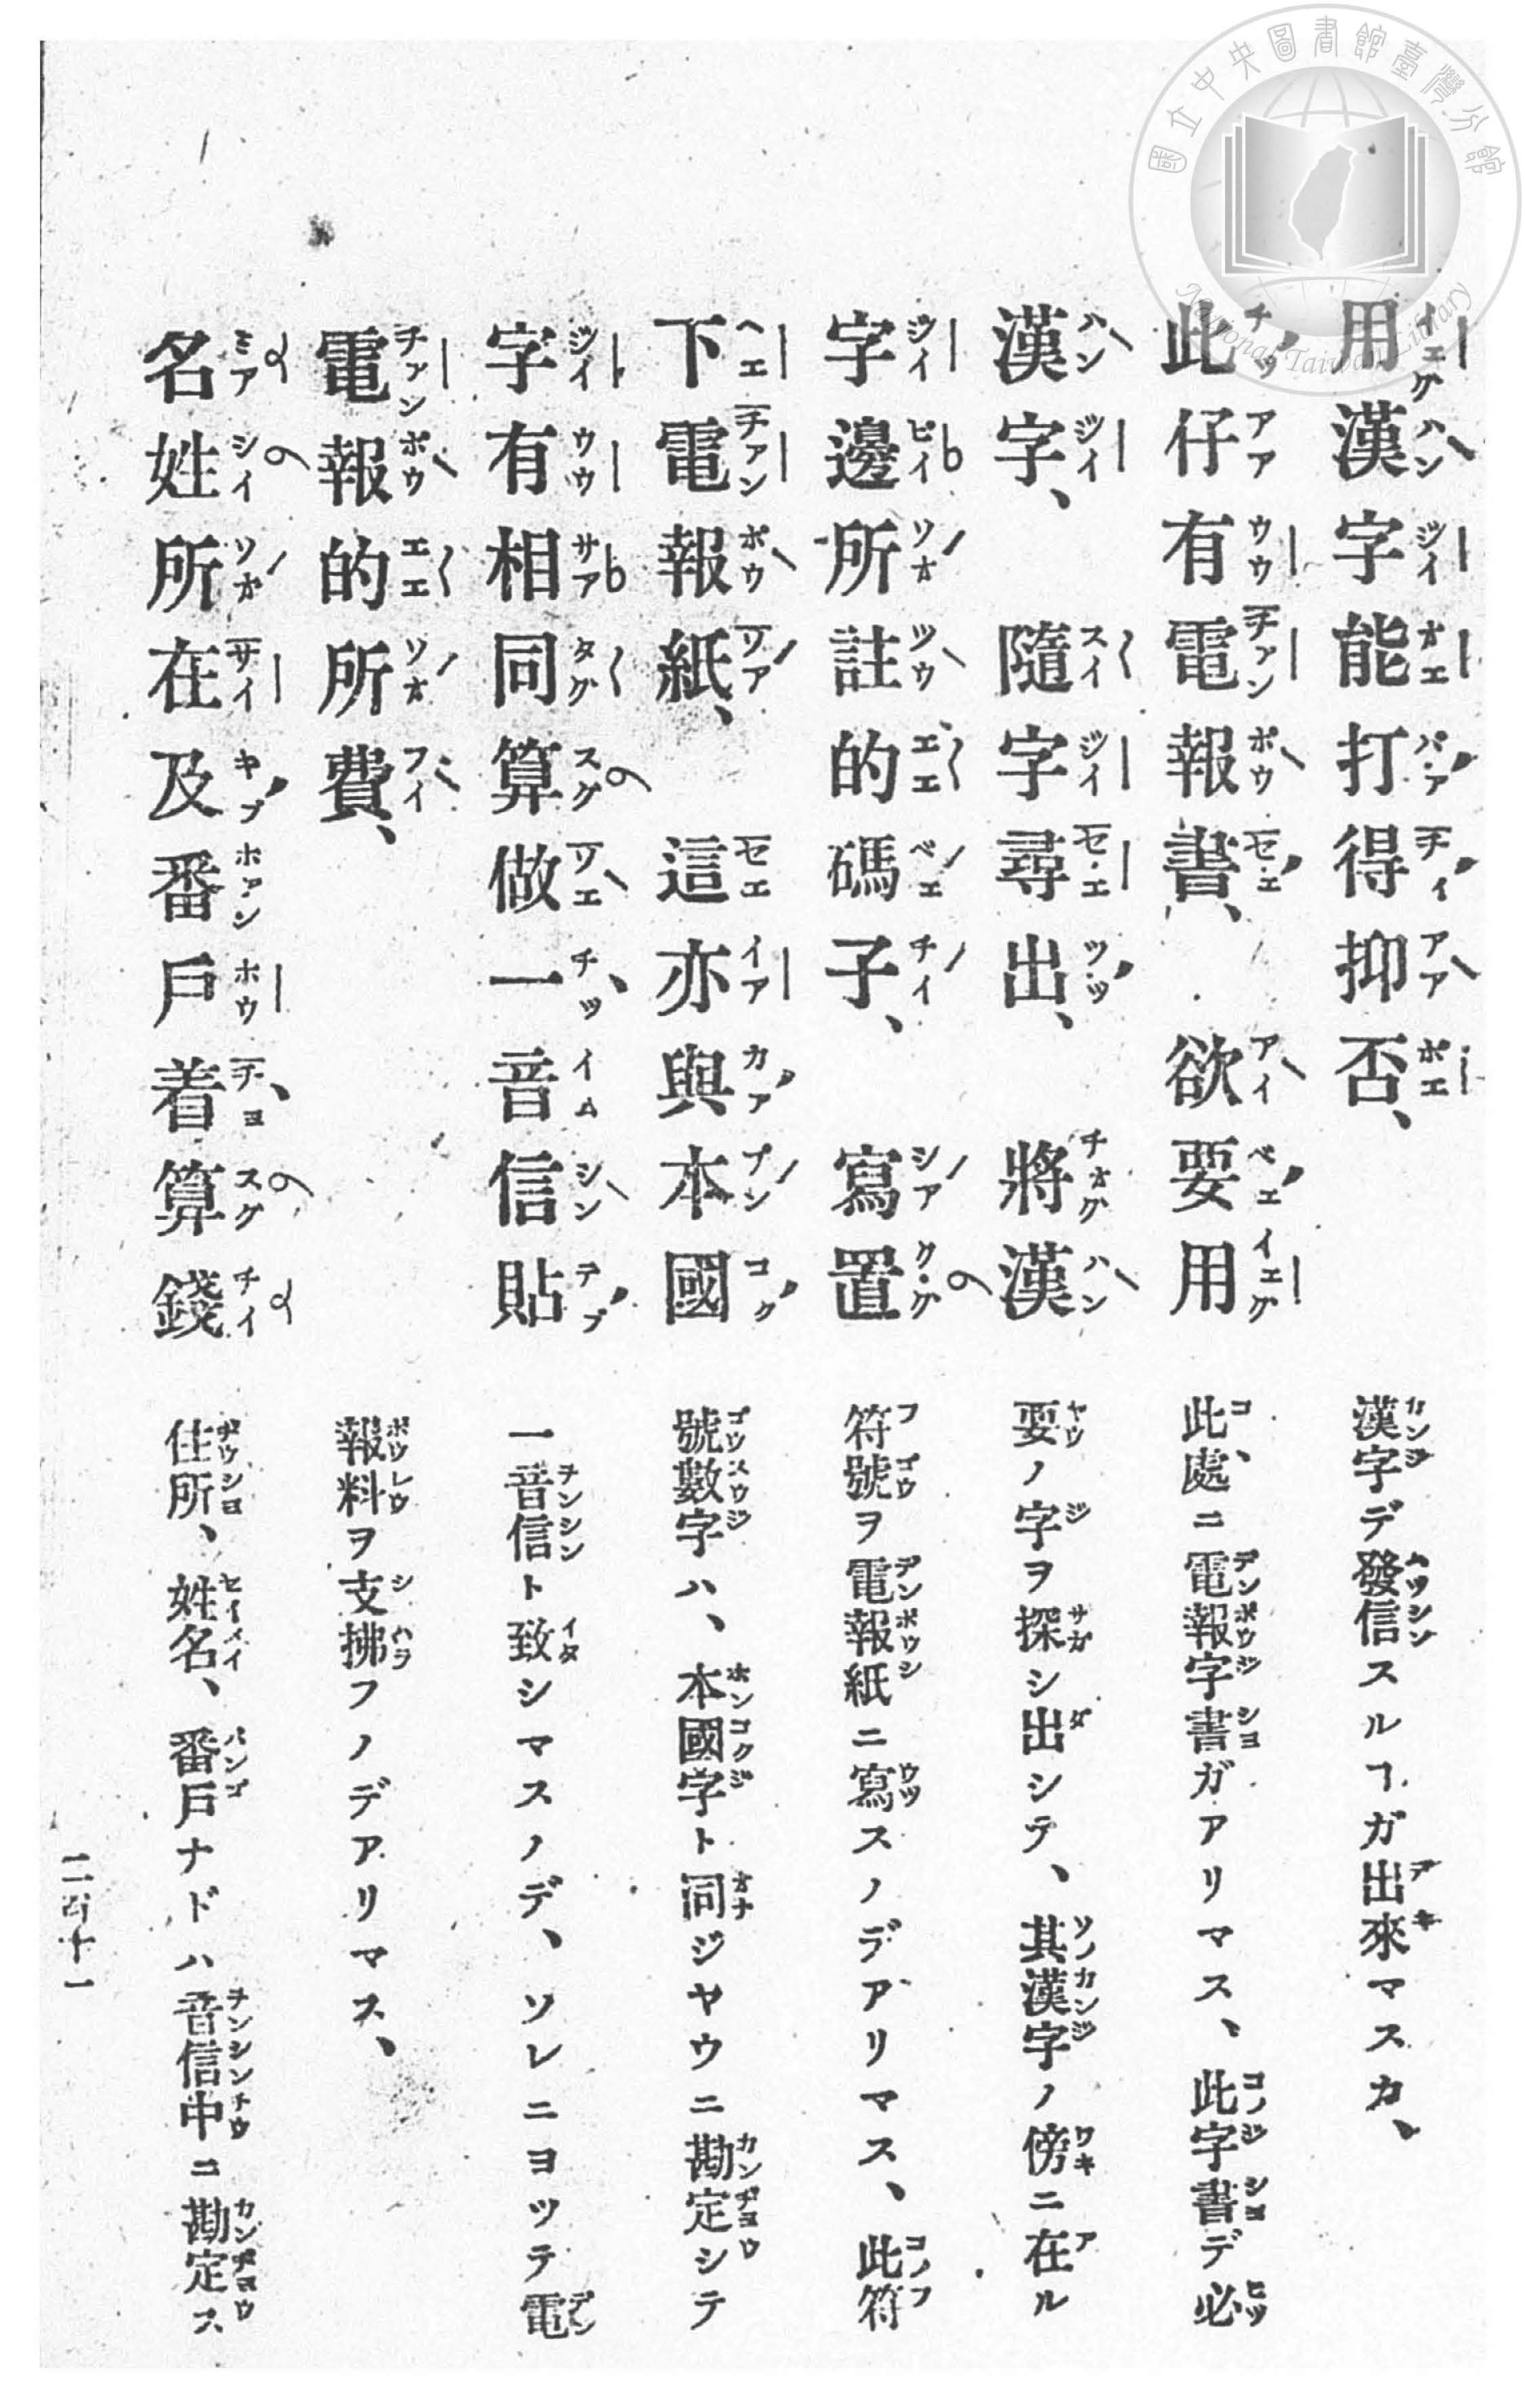 用漢字能打得抑否、
此仔有電報書、欲要用
漢字、隨字尋出、將漢
字邊所註的碼子、寫置
下電報紙、這亦與本國
字有相同算做一音信貼
電報的所費、
名姓所在及番戶着算錢
漢字デ發信スルヿガ出來マスカ、
此處ニ電報字書ガアリマス、此字書デ必
要ノ字ヲ探シ出シテ、其漢字ノ傍ニ在ル
符號ヲ電報紙ニ寫スノデアリマス、此符
號數字ハ、本國字ト同ジヤウニ勘定シテ
一音信ト致シマスノデ、ソレニヨツテ電
報料ヲ支拂フノデアリマス、
住所、姓名、番戶ナドハ音信中ニ勘定ス
二百十一
國立中央圖書館臺灣分館
National Taiwan Library